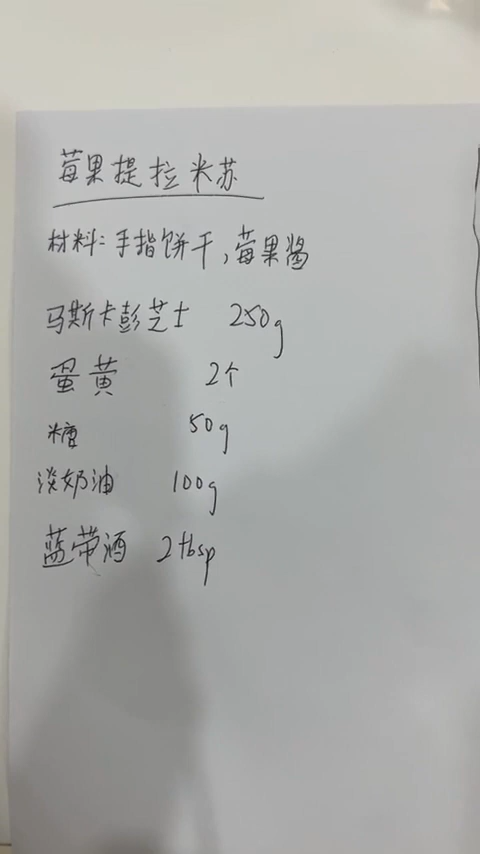 莓果提拉米苏
材料:手指饼干,莓果酱
马斯卡彭芝士 250g
蛋黄 2个
糖 50g
淡奶油 100g
蓝带酒 2tbsp